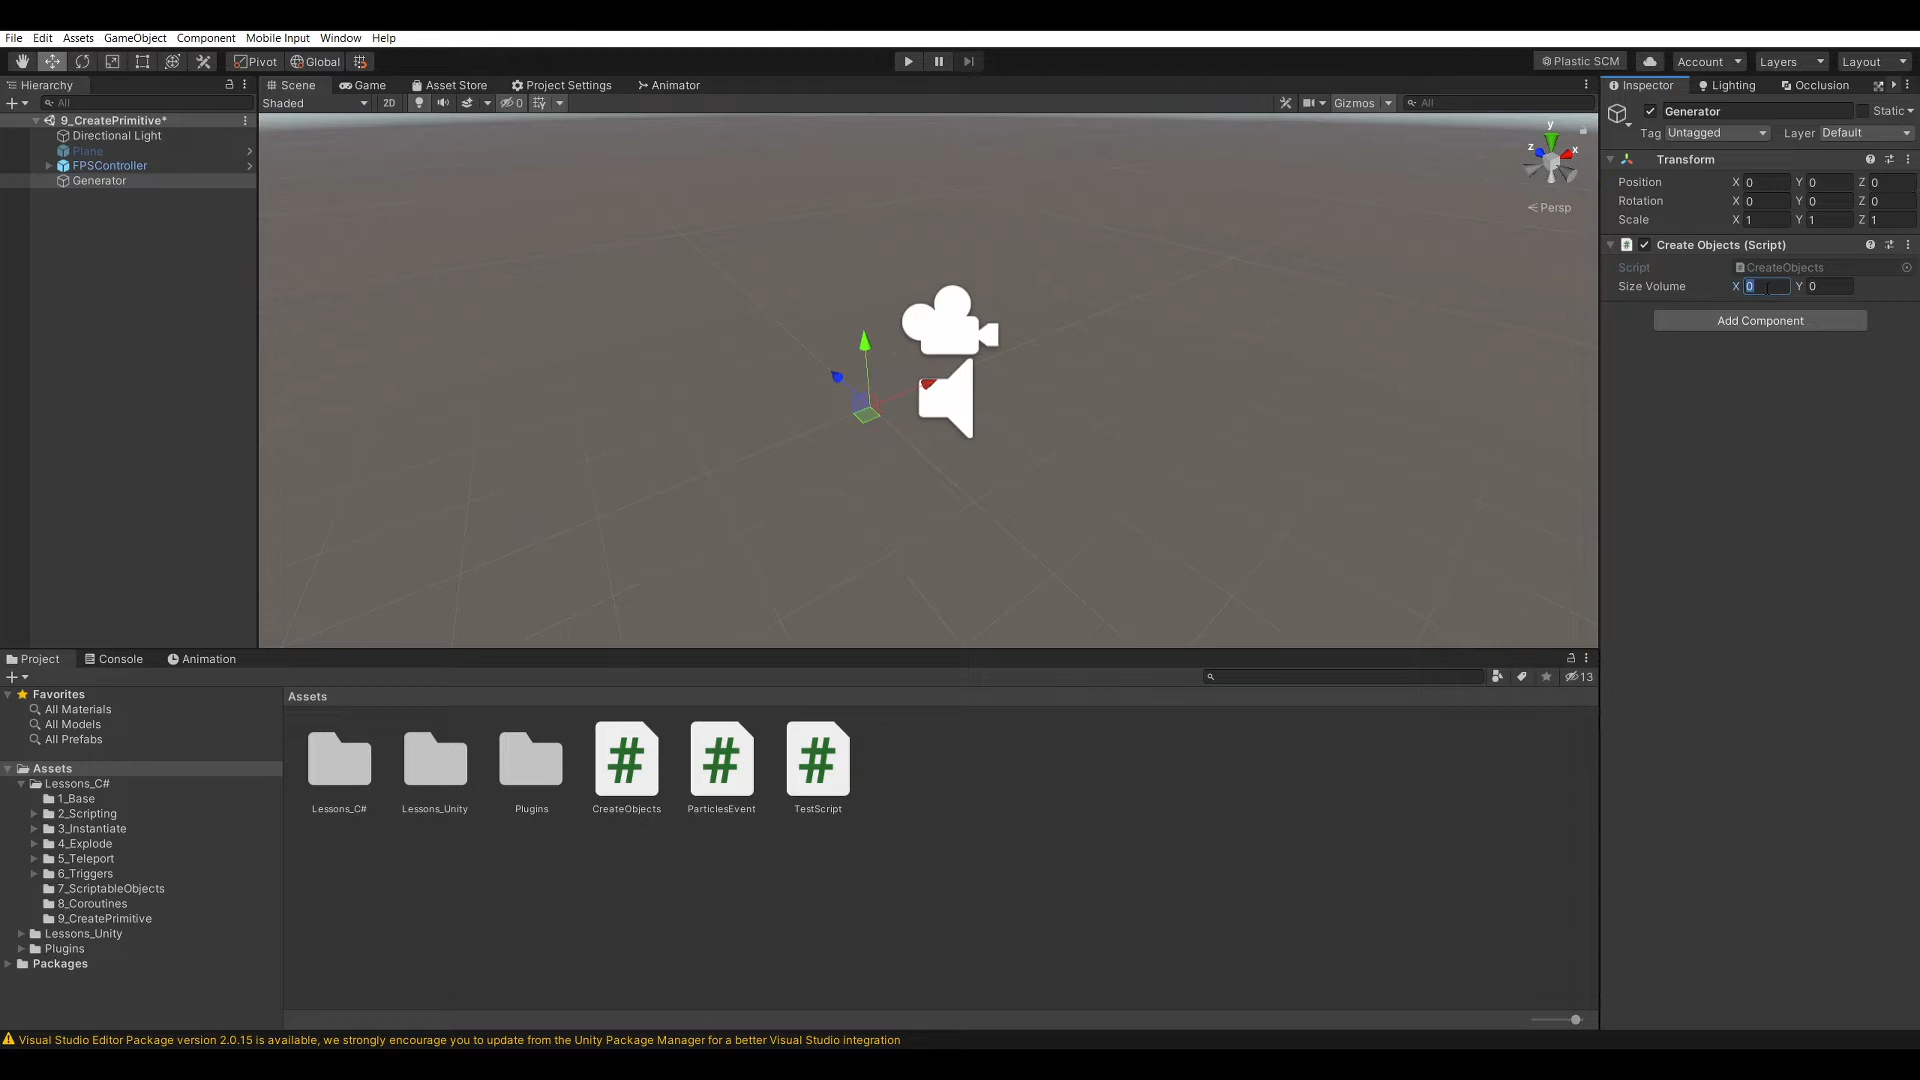 File Edit Assets GameObject Component Mobile Input Window Help
Pivot Global Plastic SCM Account Layers Layout
Hierarchy Scene Game Asset Store Project Settings Animator Inspector Lighting Occlusion
All Shaded 2D 0 Gizmos All
9_CreatePrimitive*
Directional Light
Plane
FPSController
Generator
y
z x
Persp
Generator Static
Tag Untagged Layer Default
Transform
Position X 0 Y 0 Z 0
Rotation X 0 Y 0 Z 0
Scale X 1 Y 1 Z 1
# Create Objects (Script)
Script CreateObjects
Size Volume X 0 Y 0
Add Component
Project Console Animation
13
Favorites
All Materials
All Models
All Prefabs
Assets
Lessons_C#
1_Base
2_Scripting
3_Instantiate
4_Explode
5_Teleport
6_Triggers
7_ScriptableObjects
8_Coroutines
9_CreatePrimitive
Lessons_Unity
Plugins
Packages
Assets
# # #
Lessons_C# Lessons_Unity Plugins CreateObjects ParticlesEvent TestScript
Visual Studio Editor Package version 2.0.15 is available, we strongly encourage you to update from the Unity Package Manager for a better Visual Studio integration